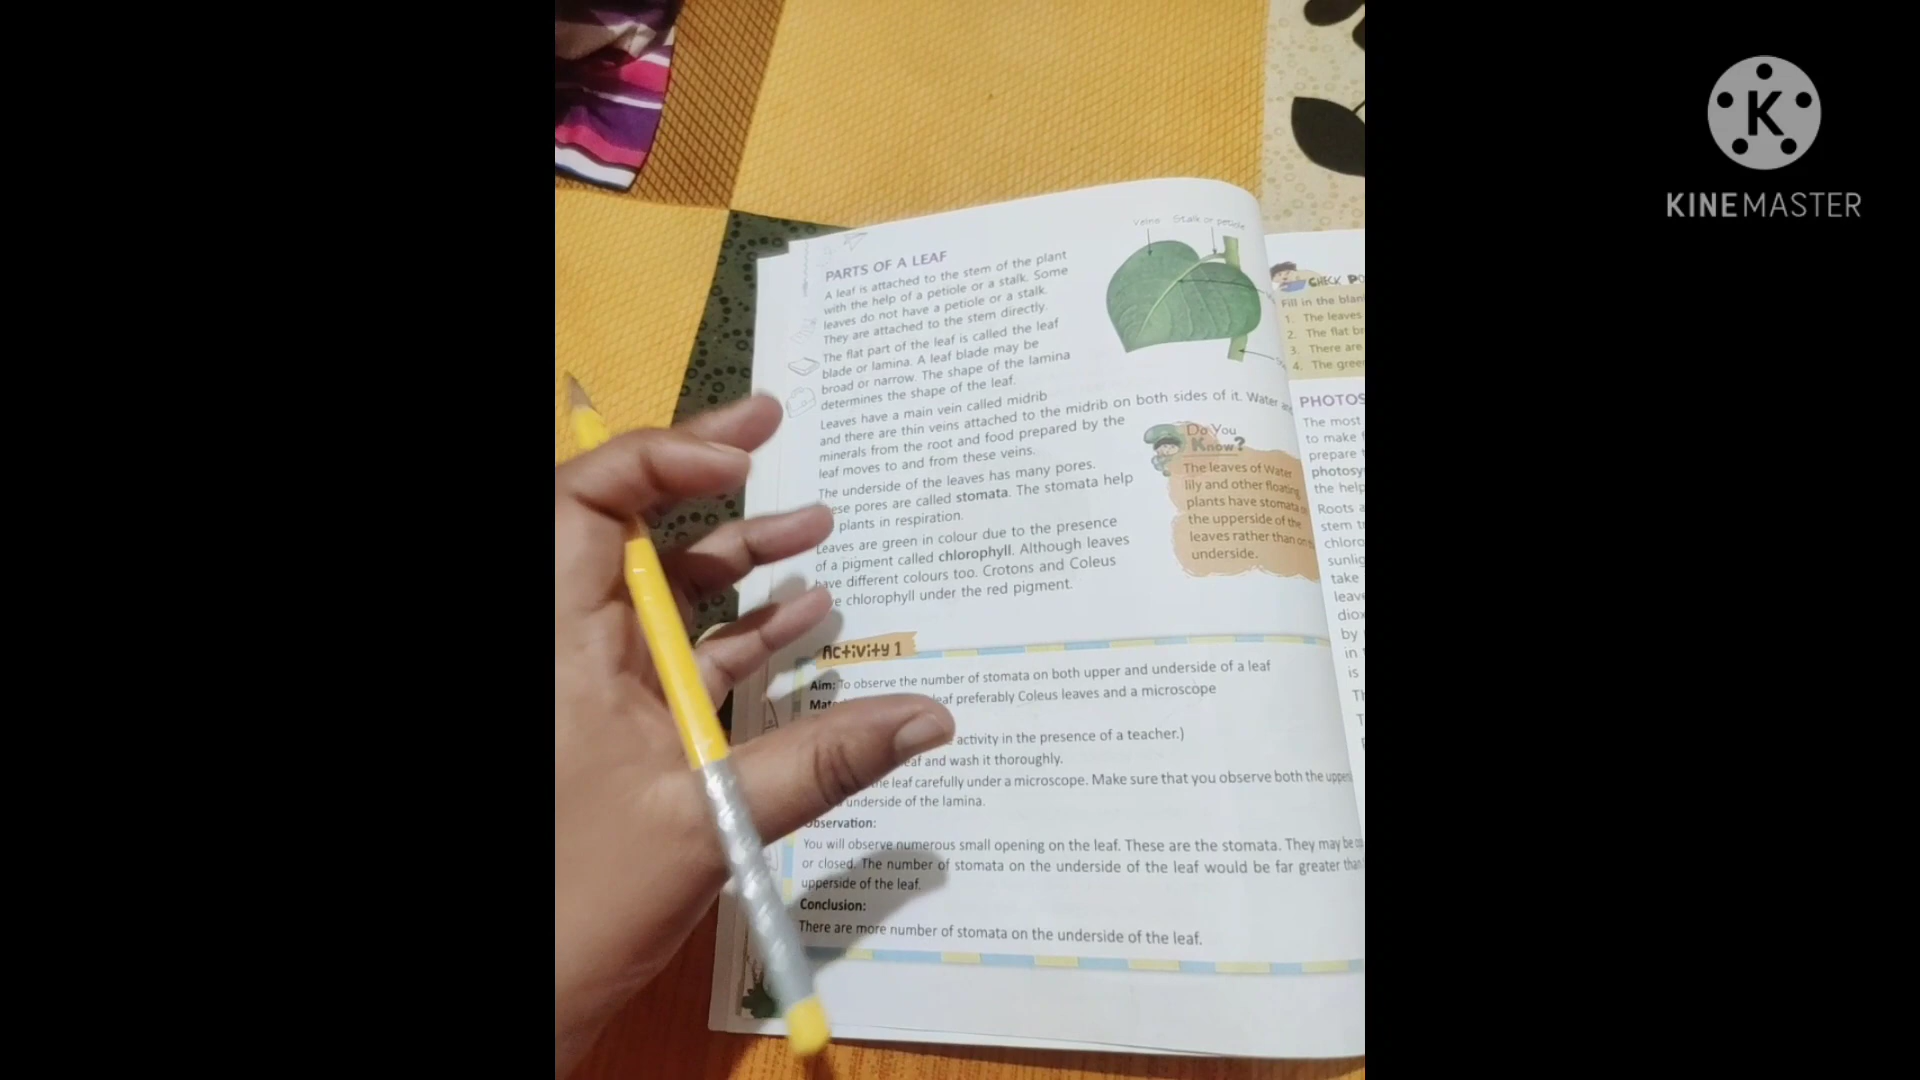 KINEMASTER
veins Stalk or petiole
PARTS OF A LEAF
A leaf is attached to the stem of the plant
with the help of a petiole or a stalk. Some
leaves do not have a petiole or a stalk.
They are attached to the stem directly.
The flat part of the leaf is called the leaf
blade or lamina. A leaf blade may be
broad or narrow. The shape of the lamina
determines the shape of the leaf.
Leaves have a main vein called midrib
and there are thin veins attached to the midrib on both sides of it. Water
minerals from the root and food prepared by the
leaf moves to and from these veins.
The underside of the leaves has many pores.
pores are called stomata. The stomata help
plants in respiration.
Leaves are green in colour due to the presence
of a pigment called chlorophyll. Although leaves
have different colours too. Crotons and Coleus
chlorophyll under the red pigment.
Do You
Know?
The leaves of Water
lily and other floating
plants have stomata
the upperside of the
leaves rather than on
underside.
Activity 1
Aim: To observe the number of stomata on both upper and underside of a leaf
leaf preferably Coleus leaves and a microscope
activity in the presence of a teacher.)
and wash it thoroughly.
leaf carefully under a microscope. Make sure that you observe both the upper
underside of the lamina.
Observation:
You will observe numerous small opening on the leaf. These are the stomata. They may be
or closed. The number of stomata on the underside of the leaf would be far greater than
upperside of the leaf.
Conclusion:
There are more number of stomata on the underside of the leaf.
CHECK
Fill in the
1. The leaves
2. The flat
3. There are
4. The
The most
to make
prepare
the
Roots
stem
take
by
in
is